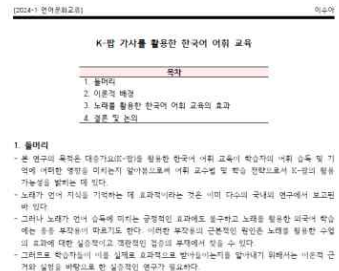 [2024-1 언어문화교육]
이수아
K-팝 가사를 활용한 한국어 어휘 교육
목차
1. 들머리
2. 이론적 배경
3. 노래를 활용한 한국어 어휘 교육의 효과
4. 결론 및 논의
1. 들머리
- 본 연구의 목적은 대중가요(K-팝)를 활용한 한국어 어휘 교육이 학습자의 어휘 습득 및 기
억에 어떠한 영향을 미치는지 알아봄으로써 어휘 교수법 및 학습 전략으로서 K-팝의 활용
가능성을 밝히는 데 있다.
- 노래가 언어 지식을 기억하는 데 효과적이라는 것은 이미 다수의 국내외 연구에서 보고된
바 있다.
- 그러나 노래가 언어 습득에 미치는 긍정적인 효과에도 불구하고 노래를 활용한 외국어 학습
에는 종종 부작용이 따르기도 한다. 이러한 부작용의 근본적인 원인은 노래를 활용한 수업
의 효과에 대한 실증적이고 객관적인 검증의 부재에서 찾을 수 있다.
- 그러므로 학습자들이 이를 실제로 효과적으로 받아들이는지를 알아내기 위해서는 이론적 근
거와 실험을 바탕으로 한 실증적인 연구가 필요하다.